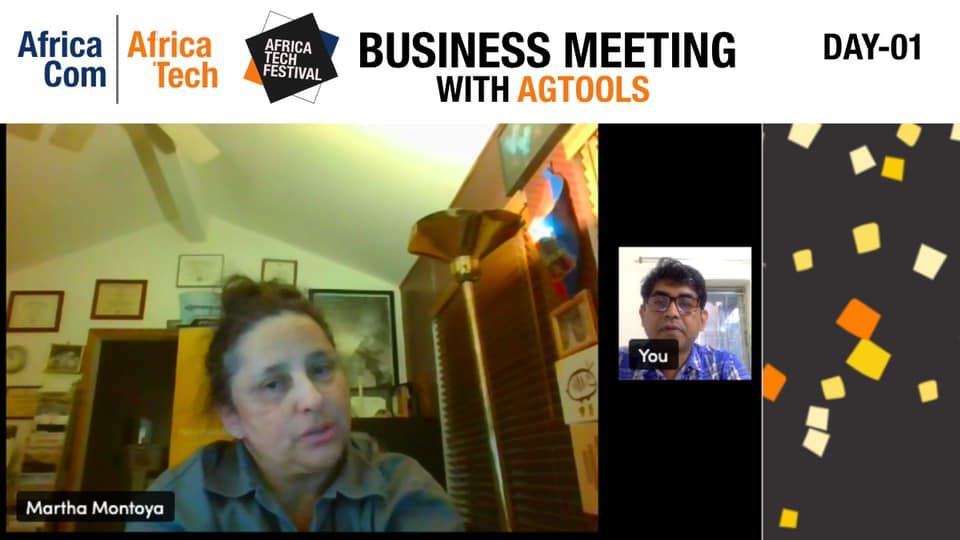 Africa
Com
Africa
Tech
AFRICA
TECH
FESTIVAL
BUSINESS MEETING
WITH AGTOOLS
DAY-01
You
Martha Montoya